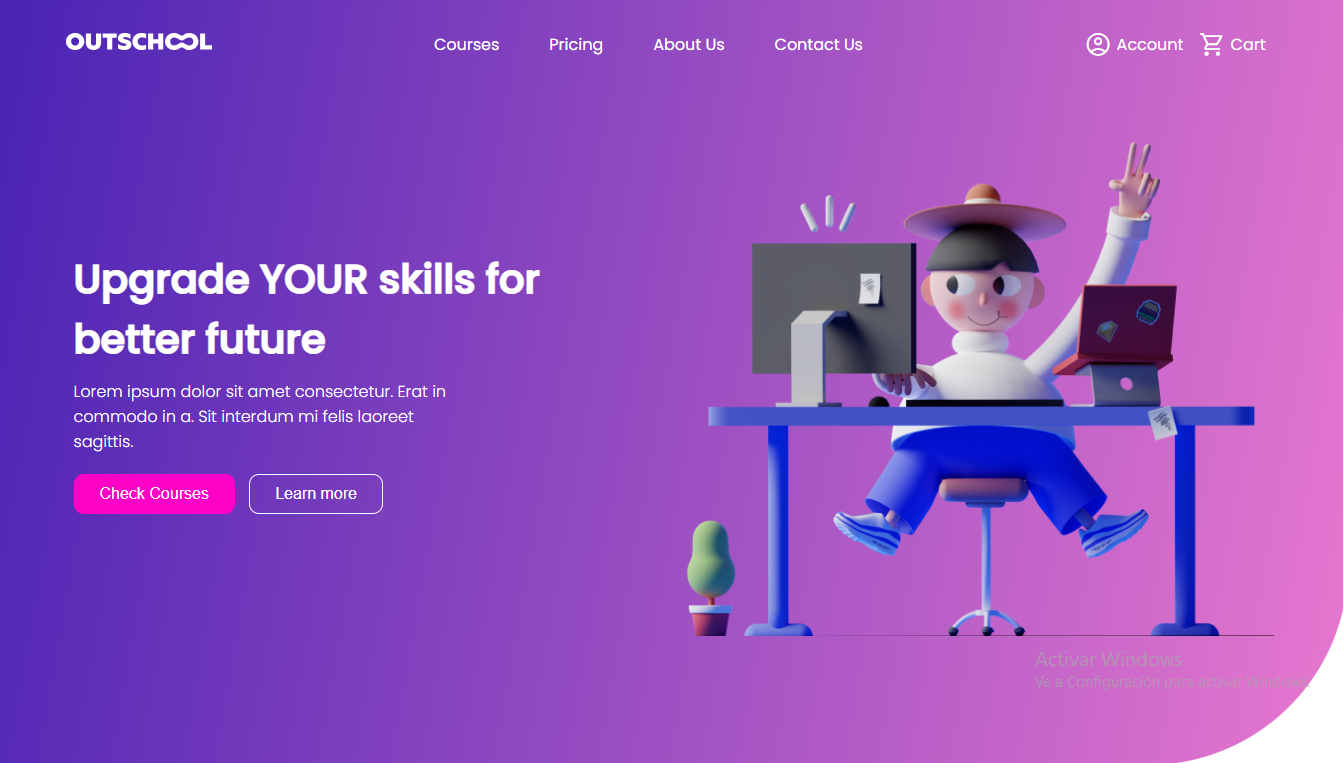 OUTSCHOOL
Courses
Pricing
About Us
Contact Us
Account
Cart
Upgrade YOUR skills for
better future
Lorem ipsum dolor sit amet consectetur. Erat in
commodo in a. Sit interdum mi felis laoreet
sagittis.
Check Courses
Learn more
Activar Windows
Ve a Configuración para activar Windows.